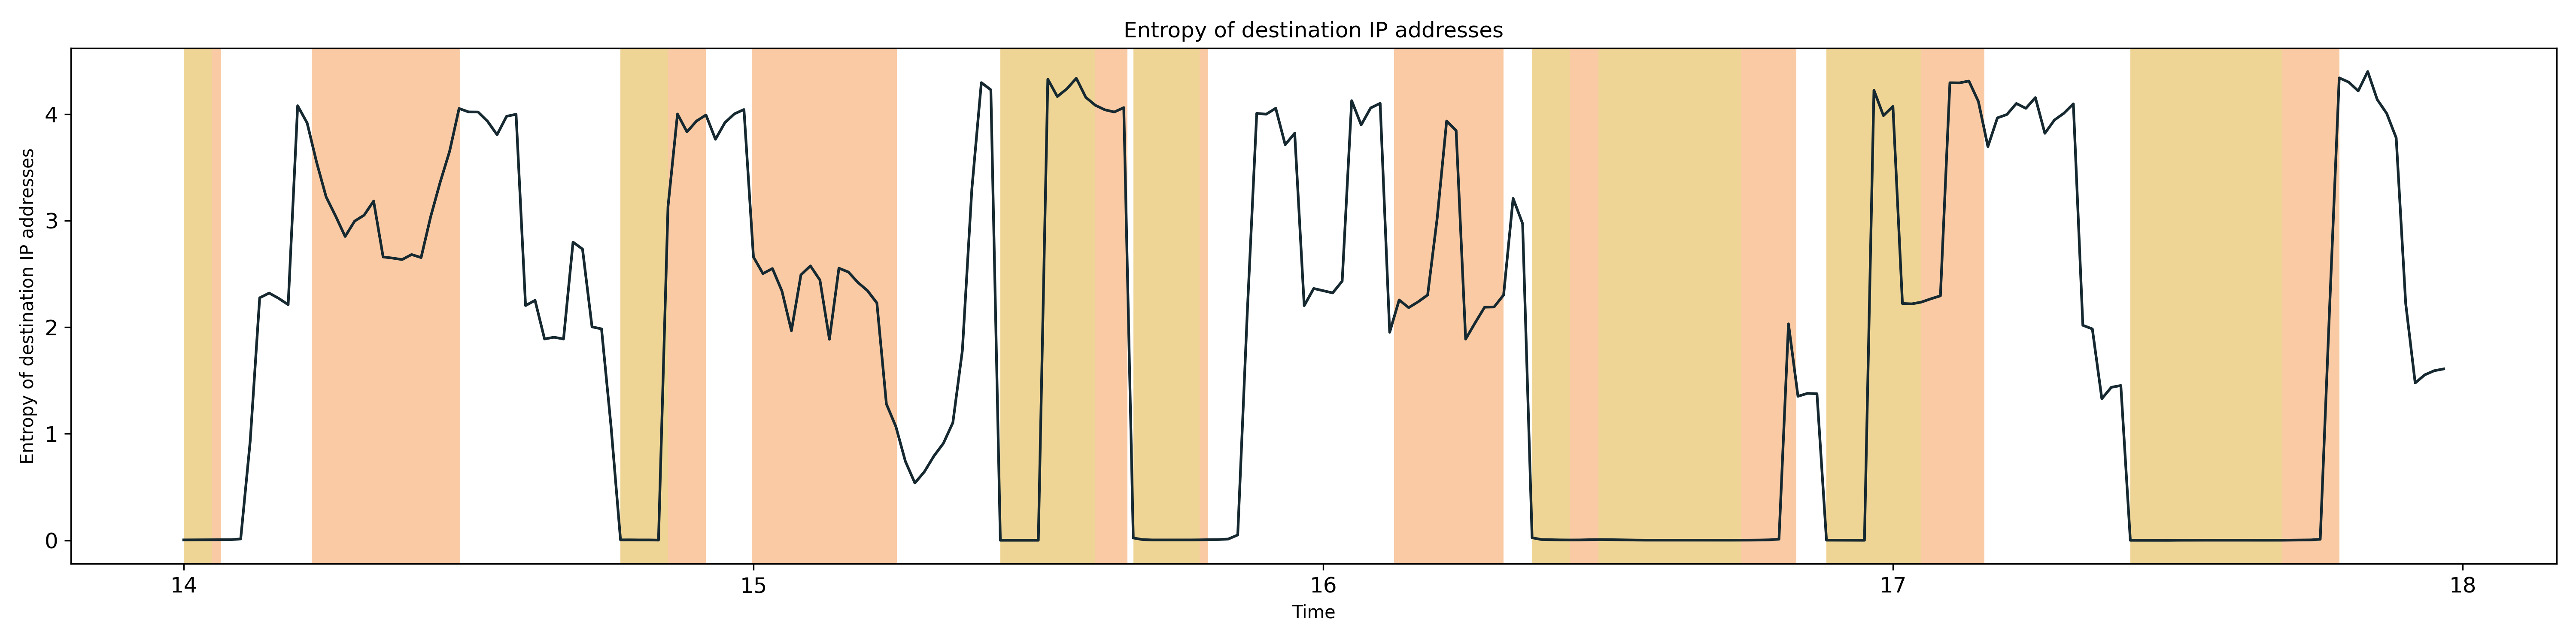 Entropy of destination IP addresses
Entropy of destination IP addresses
4
3
2
1
0
14 15 16 17 18
Time